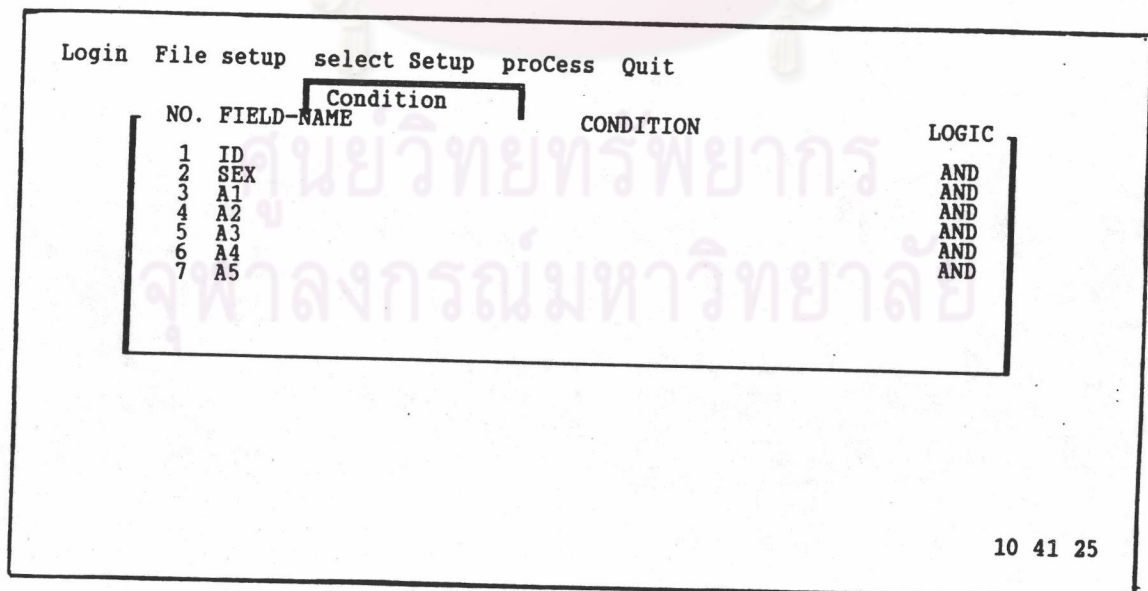 Login File setup select Setup proCess Quit
Condition
NO. FIELD-NAME CONDITION LOGIC
1 ID AND
2 SEX AND
3 A1 AND
4 A2 AND
5 A3 AND
6 A4 AND
7 A5 AND
ศูนย์วิทยทรัพยากร
จุฬาลงกรณ์มหาวิทยาลัย
10 41 25